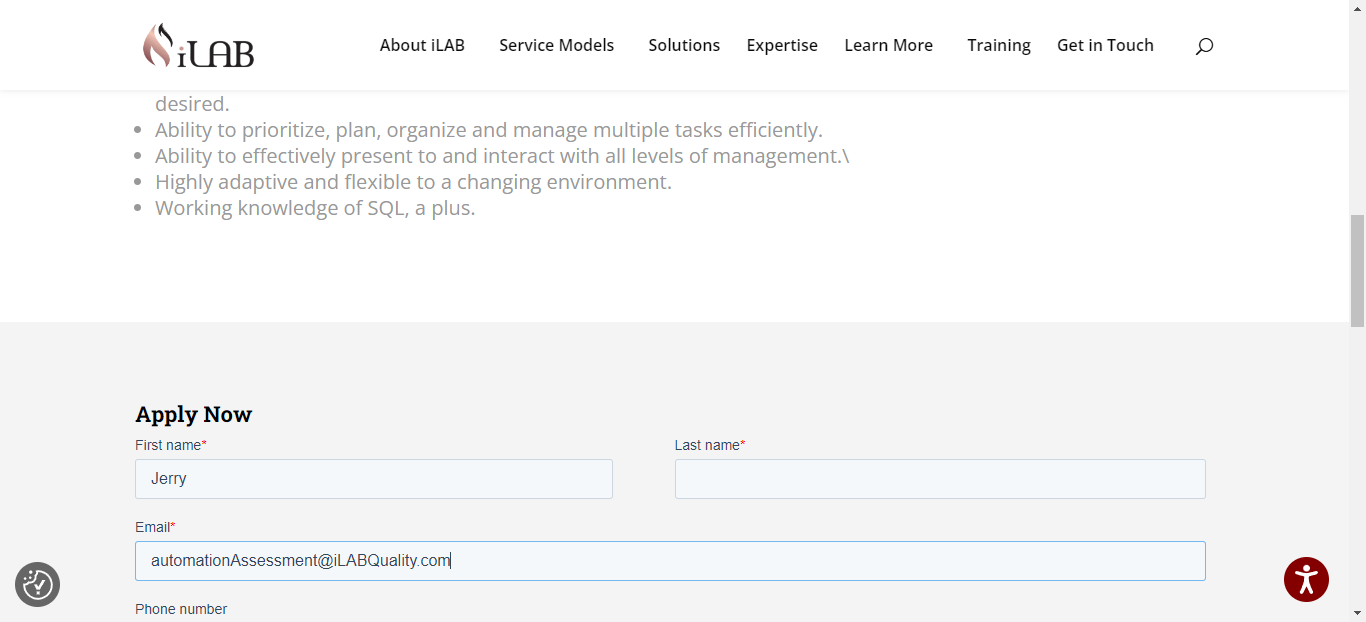 iLAB
About iLAB Service Models Solutions Expertise Learn More Training Get in Touch
desired.
Ability to prioritize, plan, organize and manage multiple tasks efficiently.
Ability to effectively present to and interact with all levels of management.\
Highly adaptive and flexible to a changing environment.
Working knowledge of SQL, a plus.
Apply Now
First name* Last name*
Jerry
Email*
automationAssessment@iLABQuality.com
Phone number